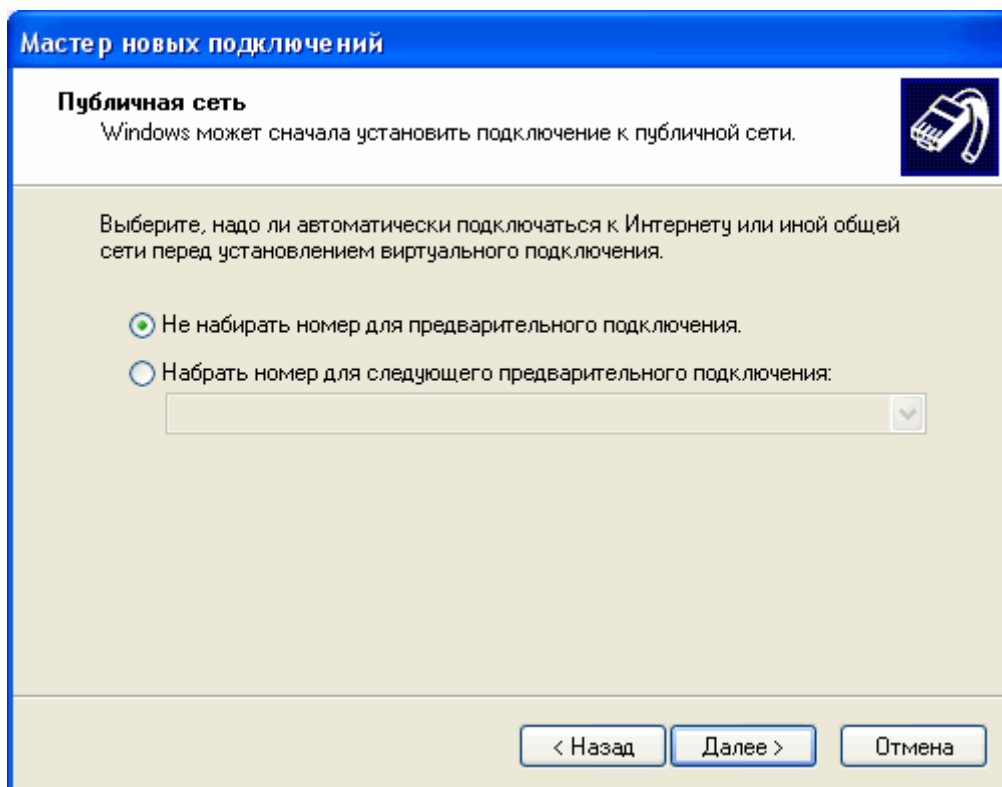 Мастер новых подключений
Публичная сеть
Windows может сначала установить подключение к публичной сети.
Выберите, надо ли автоматически подключаться к Интернету или иной общей
сети перед установлением виртуального подключения.
Не набирать номер для предварительного подключения.
Набрать номер для следующего предварительного подключения:
< Назад
Далее >
Отмена